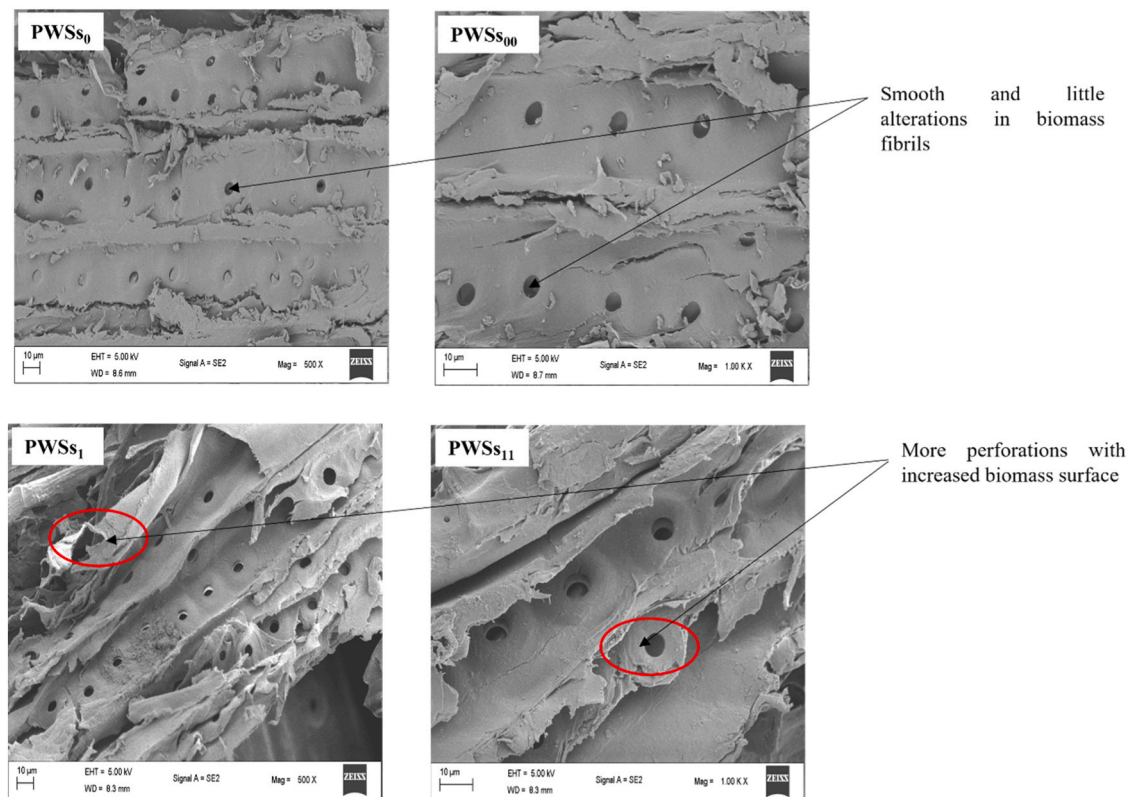 PWSs₀
10 µm EHT = 5.00 kV Signal A = SE2 Mag = 500 X ZEISS
WD = 8.6 mm
PWSs₀₀
10 µm EHT = 5.00 kV Signal A = SE2 Mag = 1.00 K X ZEISS
WD = 8.7 mm
Smooth and little
alterations in biomass
fibrils
PWSs₁
10 µm EHT = 5.00 kV Signal A = SE2 Mag = 500 X ZEISS
WD = 8.3 mm
PWSs₁₁
10 µm EHT = 5.00 kV Signal A = SE2 Mag = 1.00 K X ZEISS
WD = 8.3 mm
More perforations with
increased biomass surface